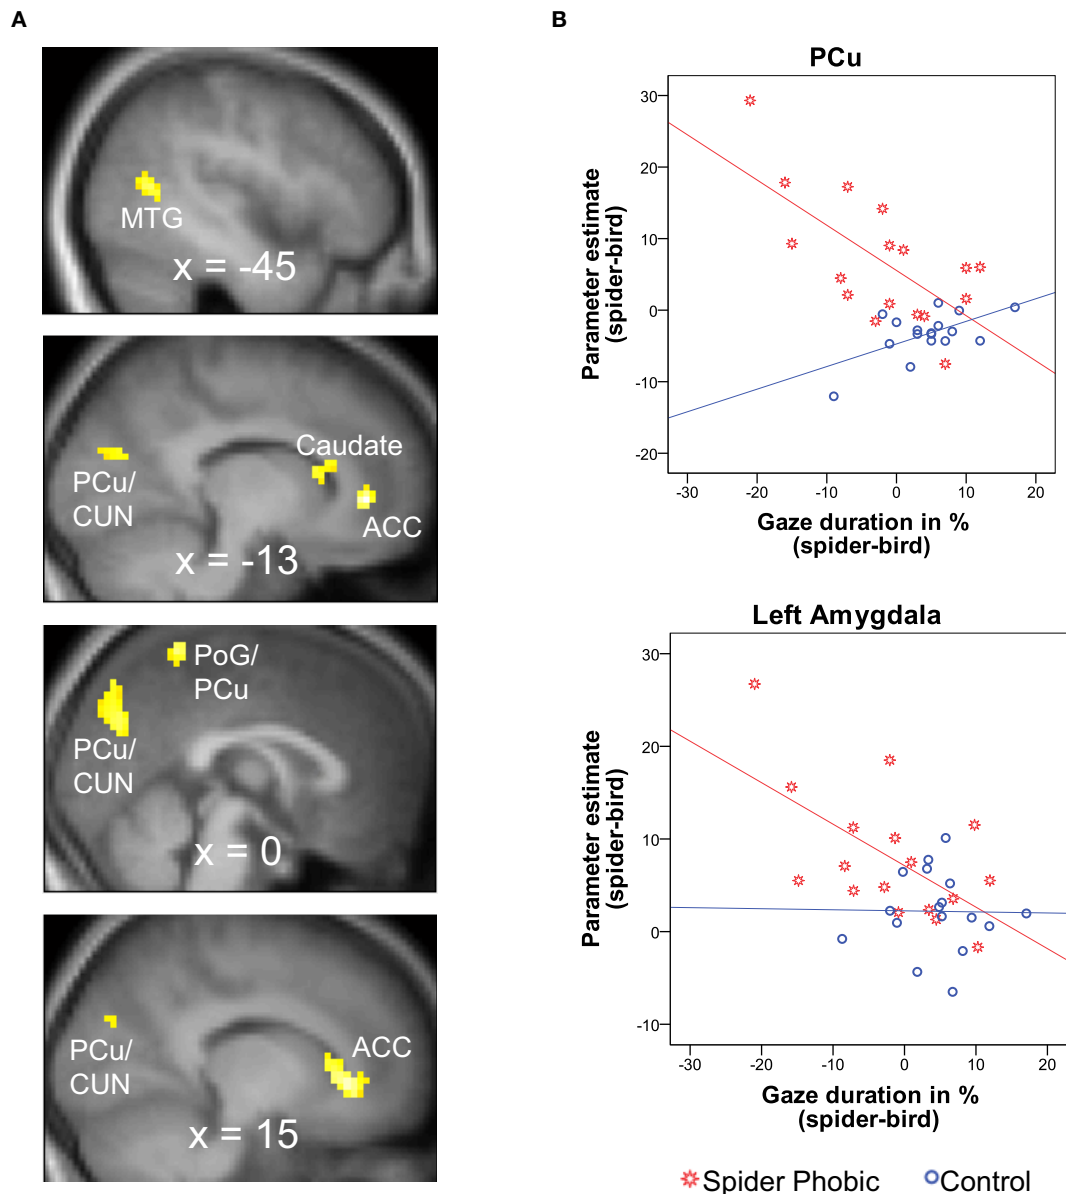 A
MTG
x = -45
Caudate
PCu/
CUN
ACC
x = -13
PoG/
PCu
PCu/
CUN
x = 0
ACC
PCu/
CUN
x = 15
B
PCu
30
20
10
0
-10
-20
Parameter estimate
(spider-bird)
-30
-20
-10
0
10
20
Gaze duration in %
(spider-bird)
Left Amygdala
30
20
10
0
-10
Parameter estimate
(spider-bird)
-30
-20
-10
0
10
20
Gaze duration in %
(spider-bird)
Spider Phobic
Control